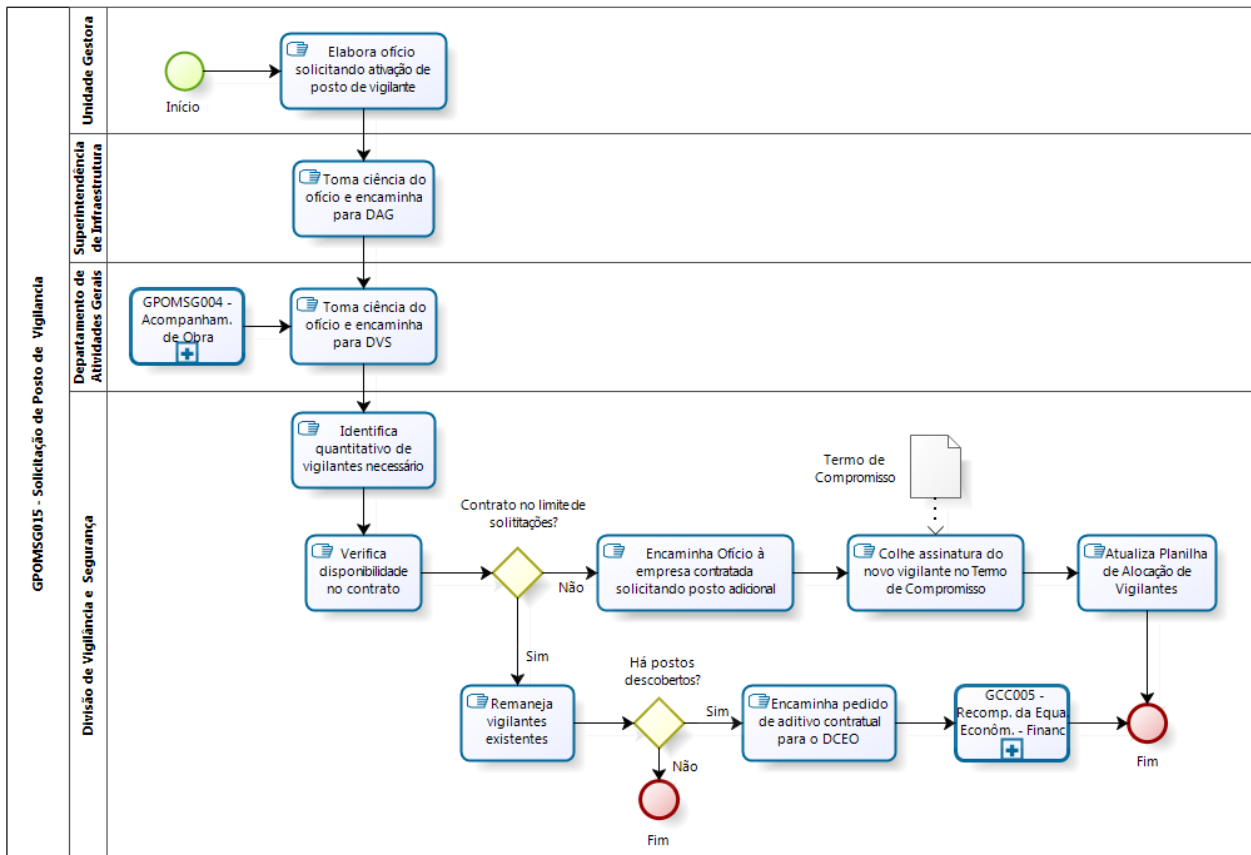 GPOMSG015 - Solicitação de Posto de  Vigilancia
Unidade Gestora
Início
Elabora ofício
solicitando ativação de
posto de vigilante
Superintendência
de Infraestrutura
Toma ciência do
ofício e encaminha
para DAG
Departamento de
Atividades Gerais
GPOMSG004 -
Acompanham.
de Obra
Toma ciência do
ofício e encaminha
para DVS
Divisão de Vigilância e  Segurança
Identifica
quantitativo de
vigilantes necessário
Verifica
disponibilidade
no contrato
Contrato no limite de
solititações?
Não
Encaminha Ofício à
empresa contratada
solicitando posto adicional
Termo de
Compromisso
Colhe assinatura do
novo vigilante no Termo
de Compromisso
Atualiza Planilha
de Alocação de
Vigilantes
Sim
Remaneja
vigilantes
existentes
Há postos
descobertos?
Sim
Encaminha pedido
de aditivo contratual
para o DCEO
GCC005 -
Recomp. da Equa.
Econôm. - Financ
Fim
Não
Fim